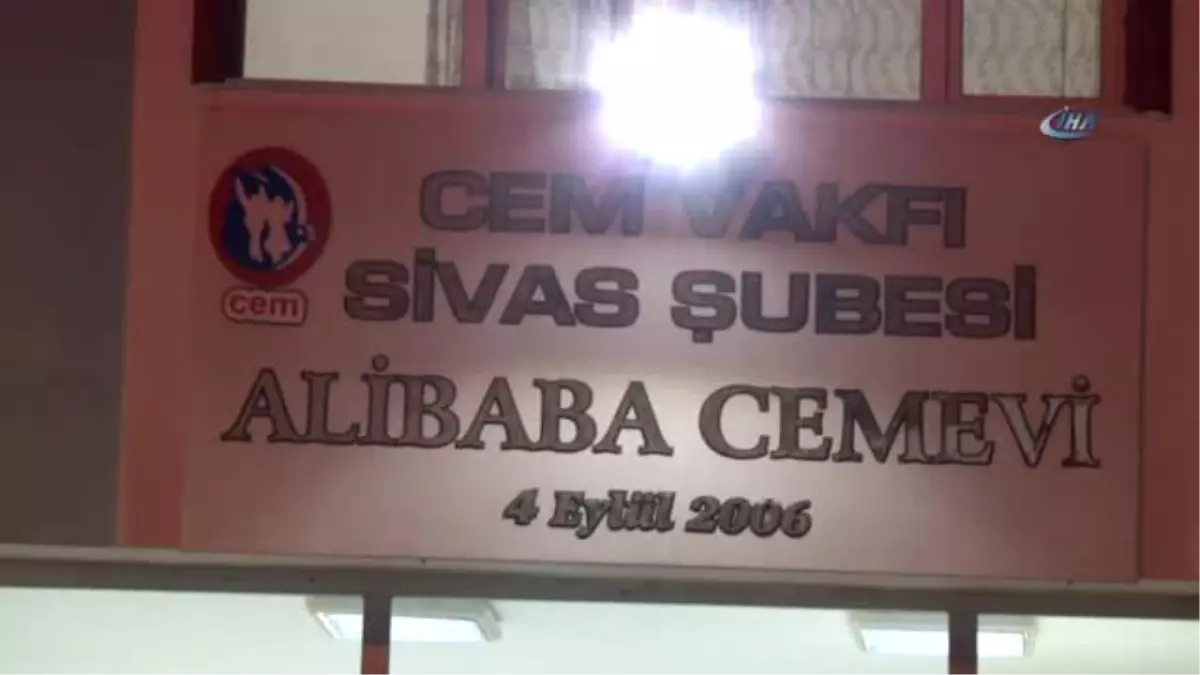 İHA
CEM VAKFI
cem
SİVAS ŞUBESİ
ALİBABA CEMEVİ
4 Eylül 2006